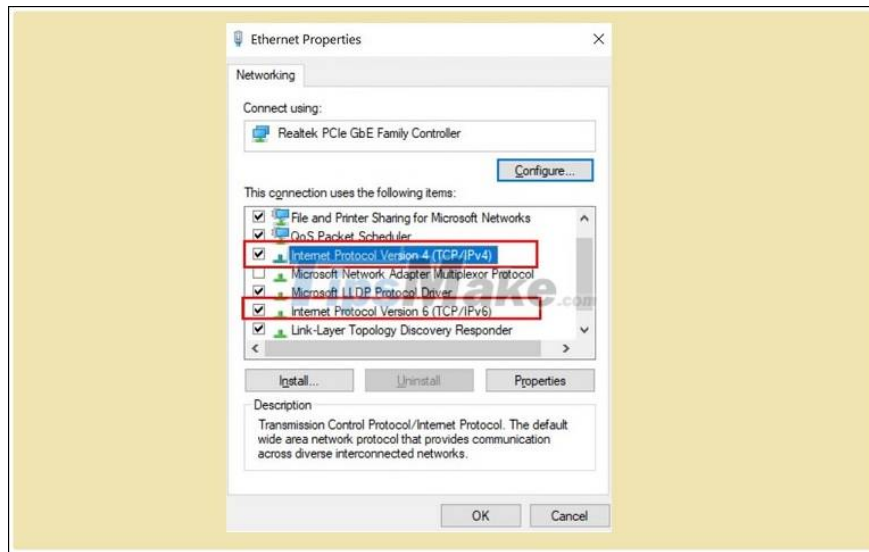 Ethernet Properties
Networking
Connect using:
Realtek PCIe GbE Family Controller
Configure...
This connection uses the following items:
File and Printer Sharing for Microsoft Networks
QoS Packet Scheduler
Internet Protocol Version 4 (TCP/IPv4)
Microsoft Network Adapter Multiplexor Protocol
Microsoft LLDP Protocol Driver
TipsMake.com
Internet Protocol Version 6 (TCP/IPv6)
Link-Layer Topology Discovery Responder
Install...
Uninstall
Properties
Description
Transmission Control Protocol/Internet Protocol. The default
wide area network protocol that provides communication
across diverse interconnected networks.
OK
Cancel